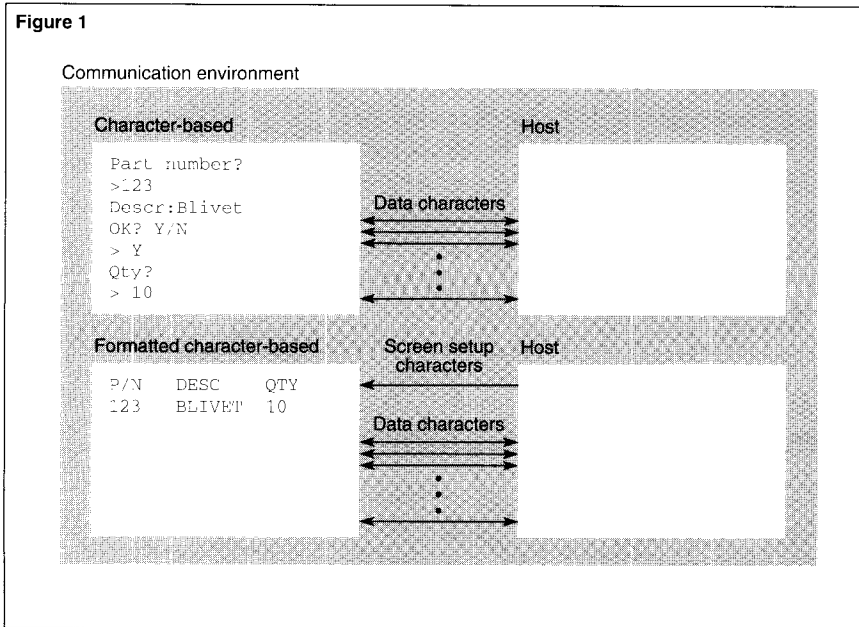 Figure 1
Communication environment
Character-based
Host
Part number?
>123
Descr:Blivet
OK? Y/N
> Y
Qty?
> 10
Data characters
Formatted character-based
Screen setup
characters
Host
P/N DESC QTY
123 BLIVET 10
Data characters